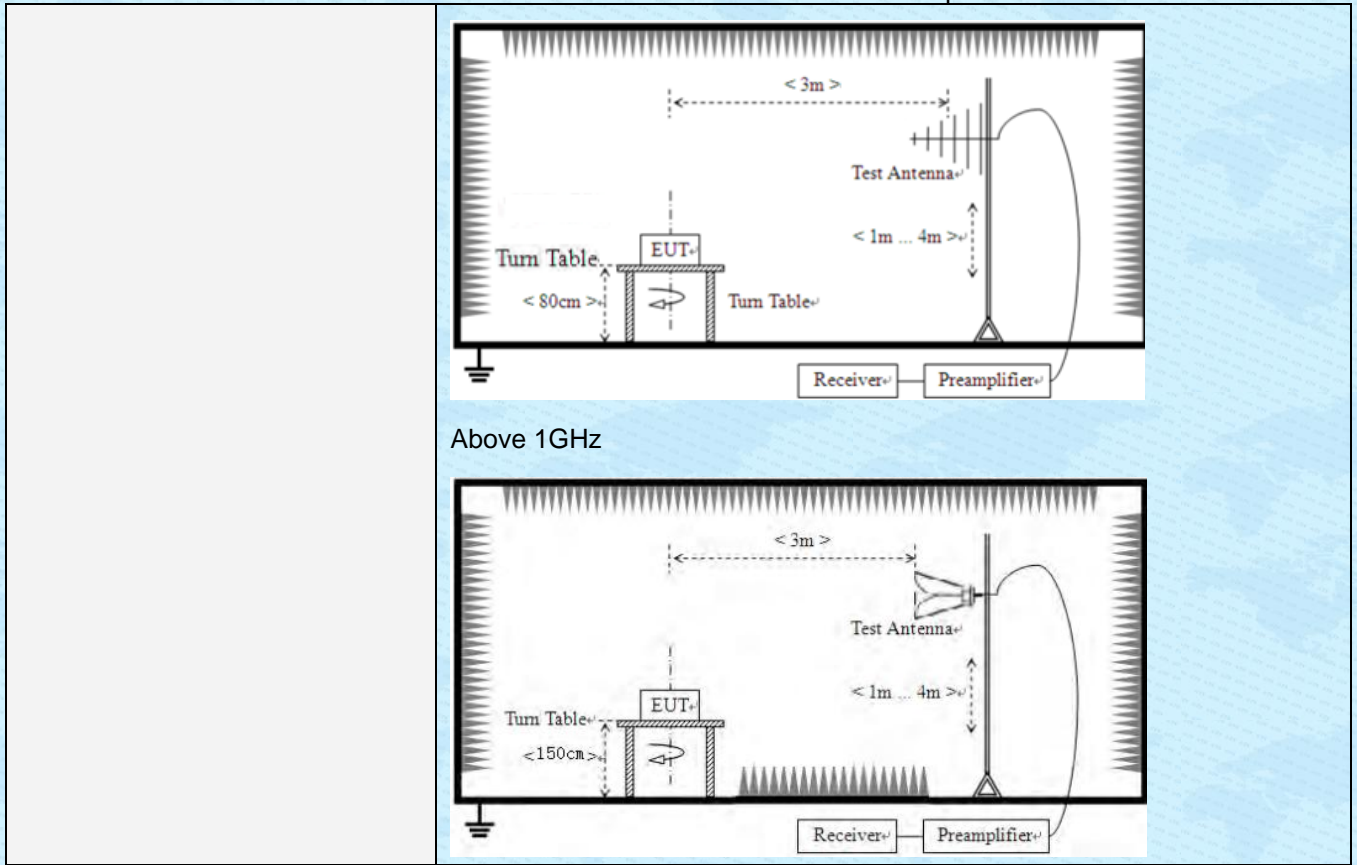 < 3m >
Test Antenna
< 1m ... 4m >
EUT
Turn Table
< 80cm >
Turn Table
Receiver
Preamplifier
Above 1GHz
< 3m >
Test Antenna
< 1m ... 4m >
EUT
Turn Table
<150cm>
Receiver
Preamplifier